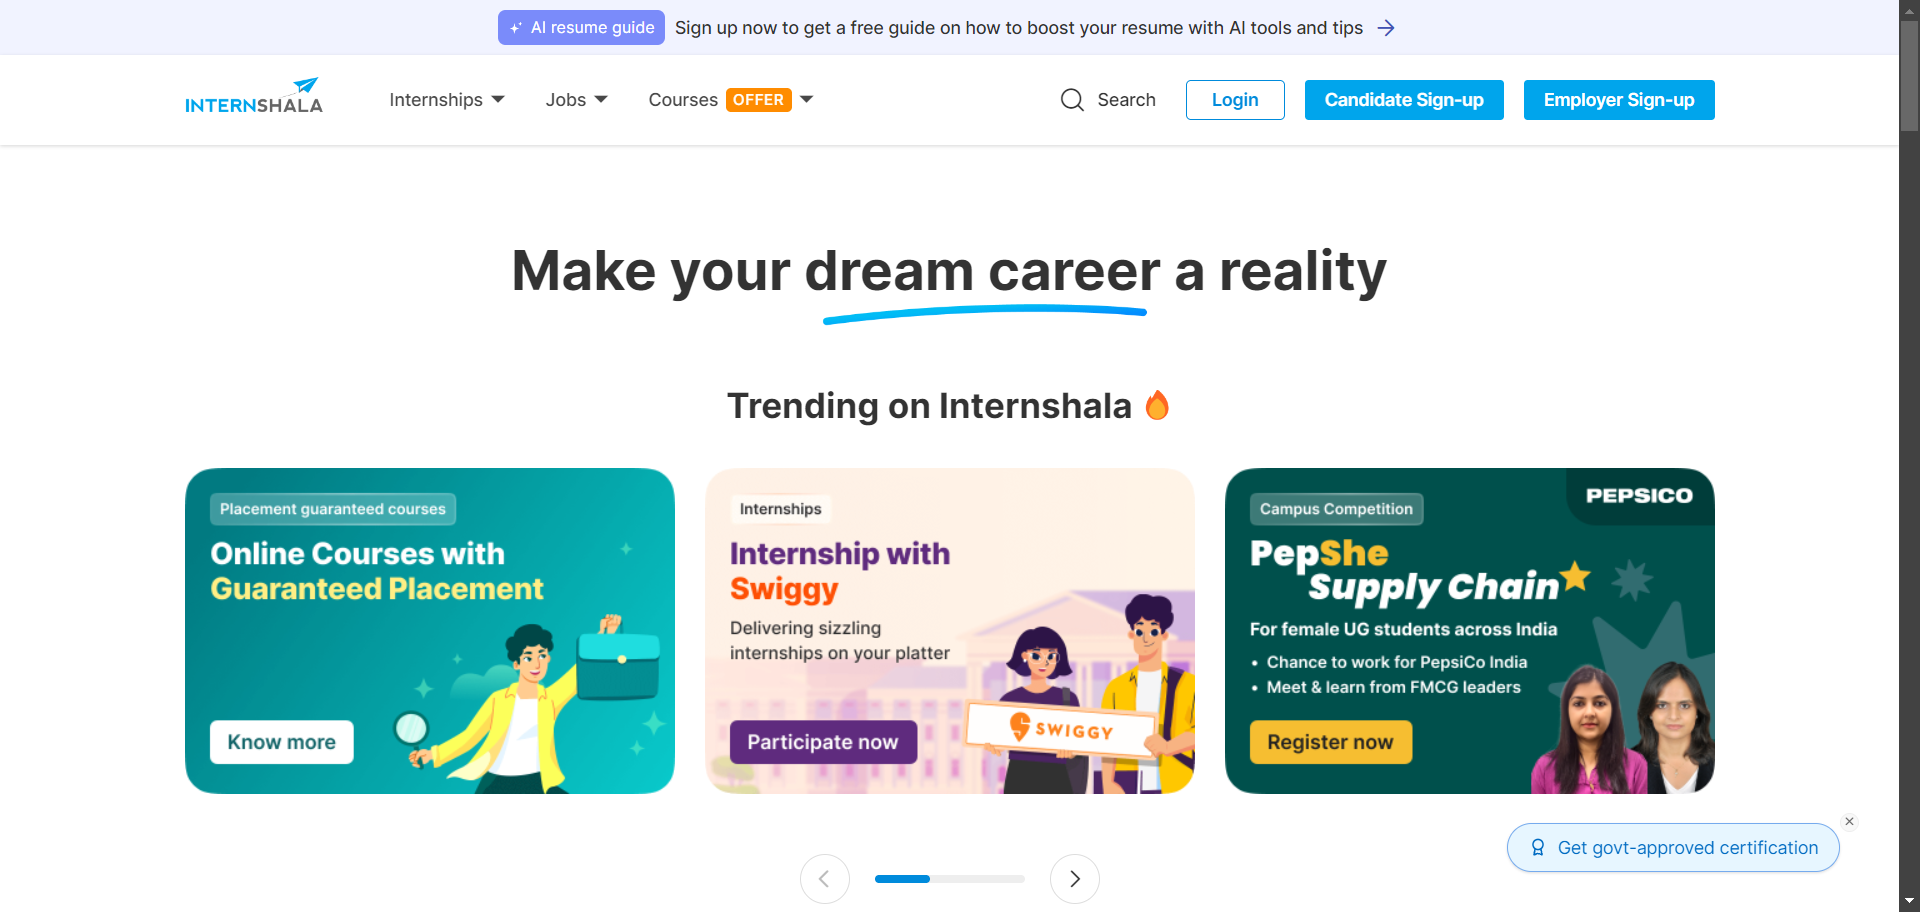 AI resume guide Sign up now to get a free guide on how to boost your resume with AI tools and tips
INTERNSHALA
Internships
Jobs
Courses OFFER
Search
Login
Candidate Sign-up
Employer Sign-up
Make your dream career a reality
Trending on Internshala
Placement guaranteed courses
Online Courses with
Guaranteed Placement
Know more
Internships
Internship with
Swiggy
Delivering sizzling
internships on your platter
SWIGGY
Participate now
PEPSICO
Campus Competition
PepShe
Supply Chain
For female UG students across India
• Chance to work for PepsiCo India
• Meet & learn from FMCG leaders
Register now
Get govt-approved certification